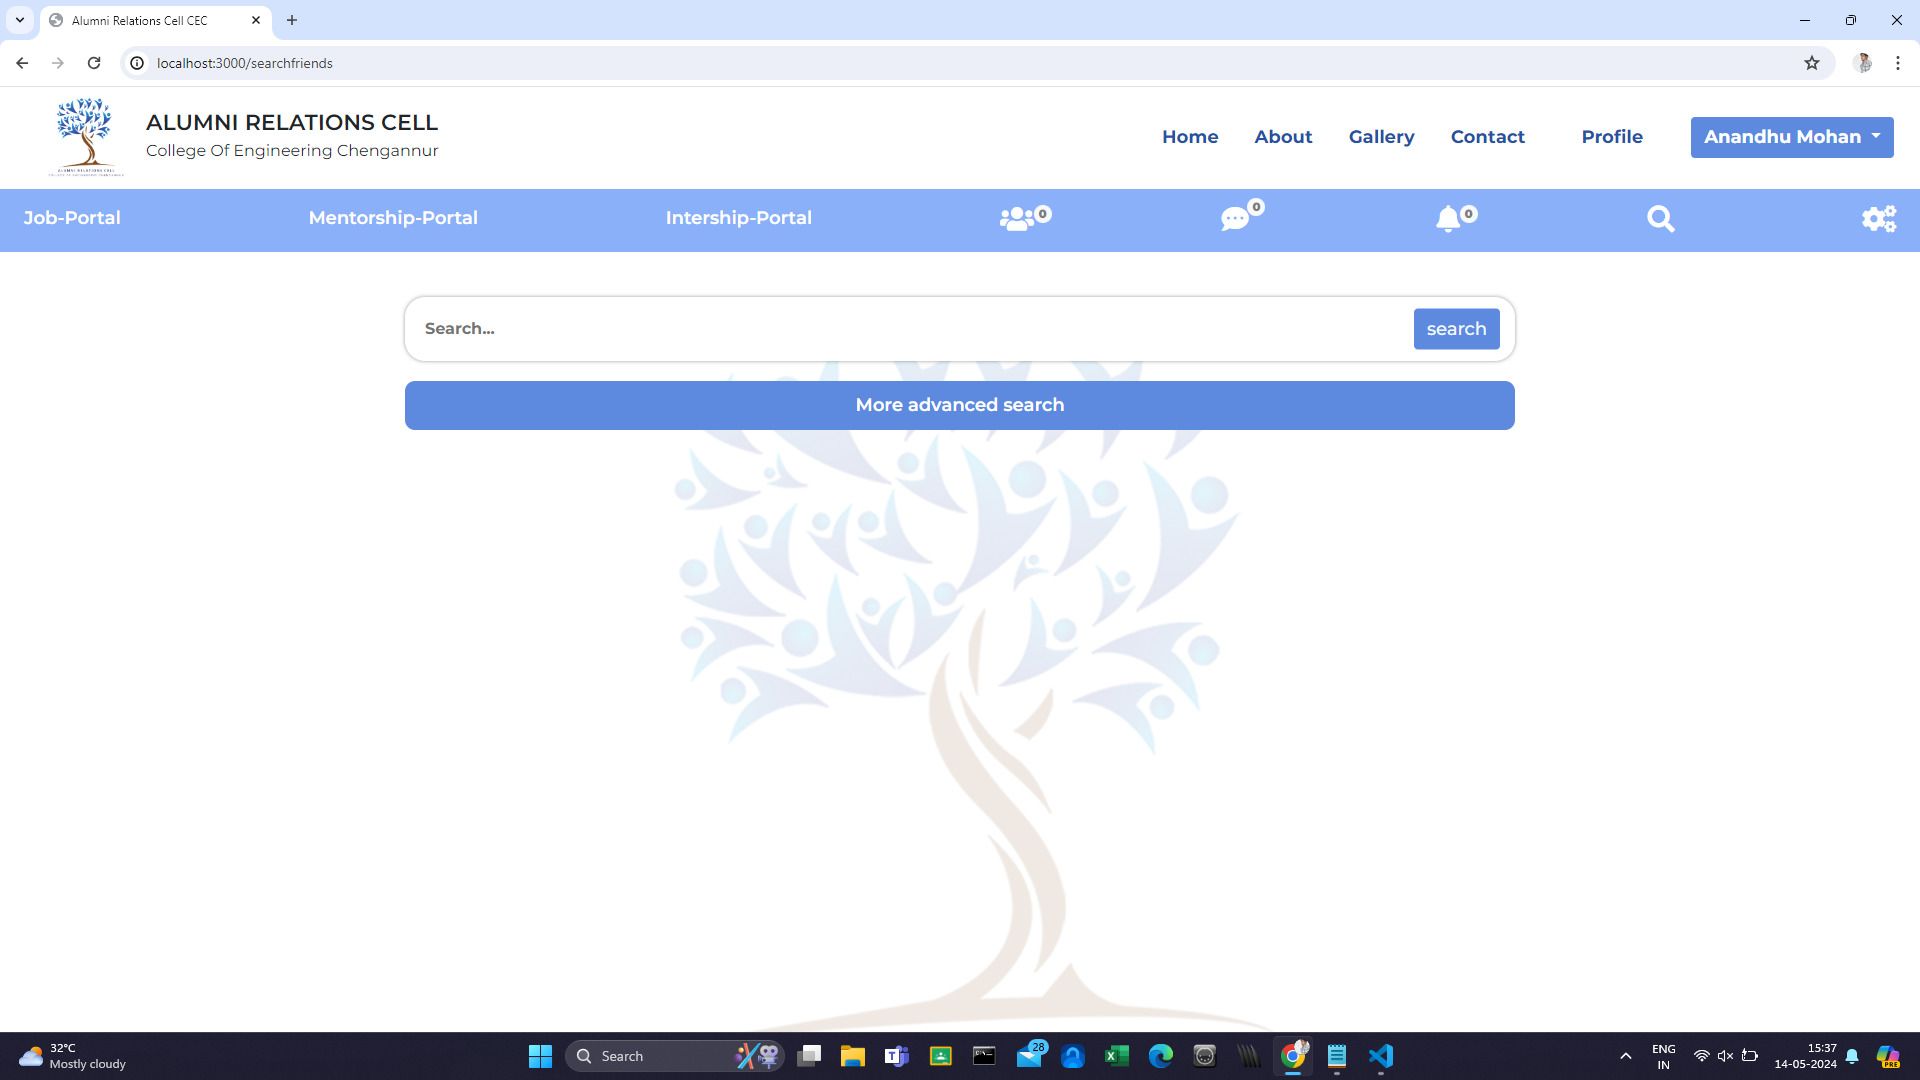 Alumni Relations Cell CEC
localhost:3000/searchfriends
ALUMNI RELATIONS CELL
College Of Engineering Chengannur
Home About Gallery Contact Profile Anandhu Mohan
Job-Portal Mentorship-Portal Intership-Portal 0 0 0
Search...
search
More advanced search
32°C
Mostly cloudy
Search
28
ENG
IN
15:37
14-05-2024
PRE